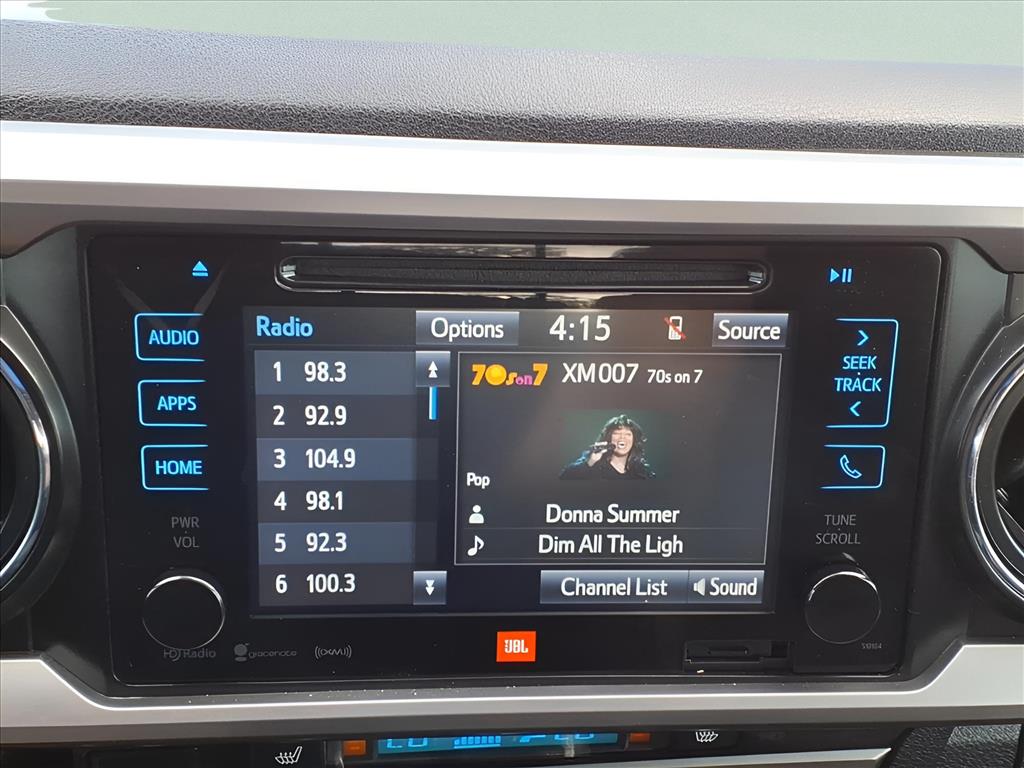 AUDIO
APPS
HOME
PWR
VOL
Radio
Options
4:15
Source
1 98.3
2 92.9
3 104.9
4 98.1
5 92.3
6 100.3
70s on 7 XM007 70s on 7
Pop
Donna Summer
Dim All The Ligh
Channel List
Sound
SEEK
TRACK
TUNE
SCROLL
HD Radio
gracenote
((XM))
JBL
LO